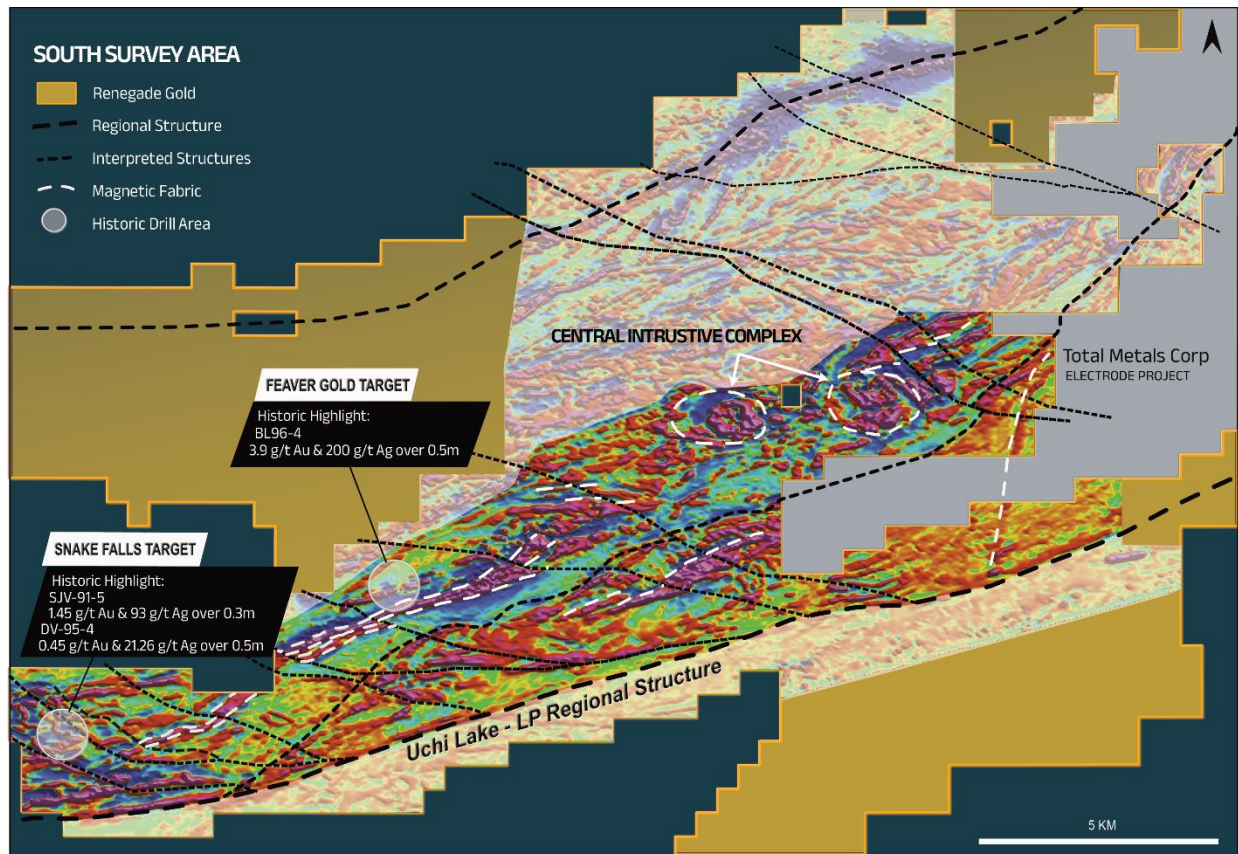 SOUTH SURVEY AREA
Renegade Gold
Regional Structure
Interpreted Structures
Magnetic Fabric
Historic Drill Area
CENTRAL INTRUSTIVE COMPLEX
Total Metals Corp
ELECTRODE PROJECT
FEAVER GOLD TARGET
Historic Highlight:
BL96-4
3.9 g/t Au & 200 g/t Ag over 0.5m
SNAKE FALLS TARGET
Historic Highlight:
SJV-91-5
1.45 g/t Au & 93 g/t Ag over 0.3m
DV-95-4
0.45 g/t Au & 21.26 g/t Ag over 0.5m
Uchi Lake - LP Regional Structure
5 KM